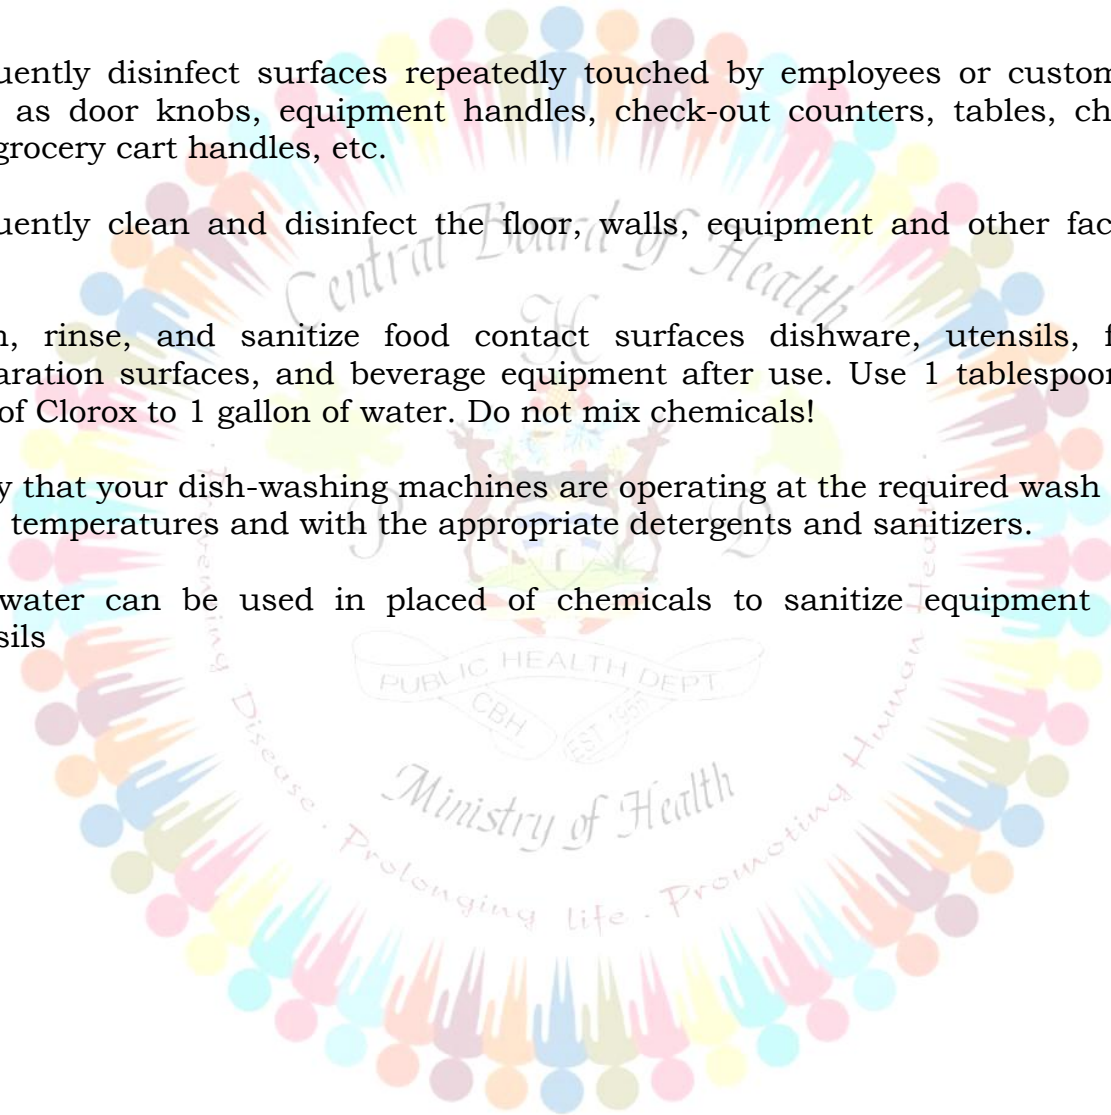 uently disinfect surfaces repeatedly touched by employees or custom
as door knobs, equipment handles, check-out counters, tables, ch
grocery cart handles, etc.
uently clean and disinfect the floor, walls, equipment and other fac
Central Board of Health
H
n, rinse, and sanitize food contact surfaces dishware, utensils, f
aration surfaces, and beverage equipment after use. Use 1 tablespoon
of Clorox to 1 gallon of water. Do not mix chemicals!
y that your dish-washing machines are operating at the required wash
temperatures and with the appropriate detergents and sanitizers.
P D
water can be used in placed of chemicals to sanitize equipment
sils
PUBLIC HEALTH DEPT
CBH EST
Ministry of Health
Disease . Prolonging Life . Promoting Human